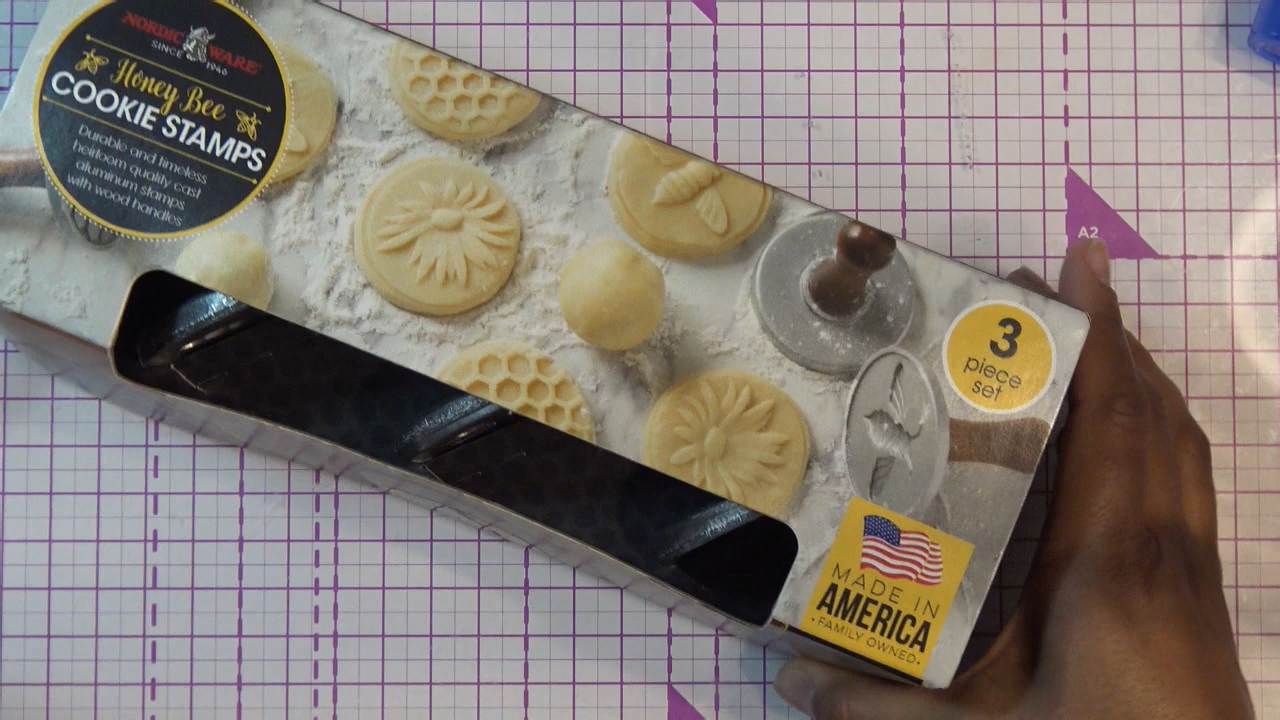 NORDIC WARE
SINCE 1946
Honey Bee
COOKIE STAMPS
Durable and timeless
heirloom quality cast
aluminum stamps
with wood handles
3
piece
set
A2
MADE IN
AMERICA
• FAMILY OWNED •